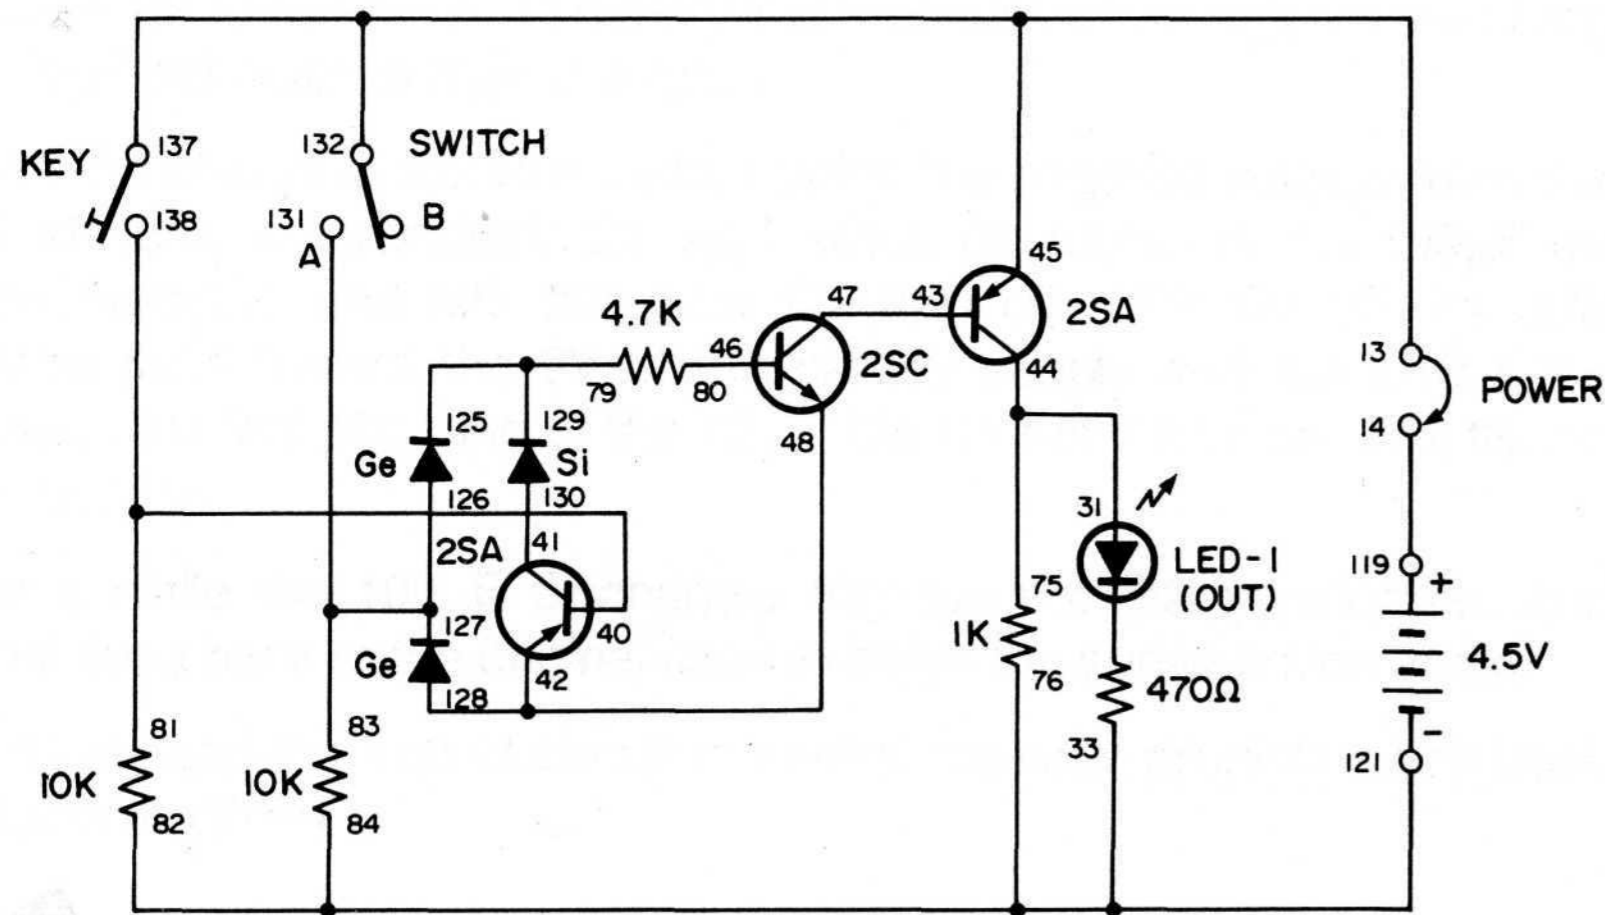 KEY
137
138
132
SWITCH
131
A
B
4.7K
79
80
46
47
2SC
48
43
45
2SA
44
13
POWER
14
125
Ge
126
129
Si
130
41
2SA
40
42
127
Ge
128
31
LED-1
(OUT)
75
1K
76
470Ω
33
119
+
4.5V
-
121
81
10K
82
83
10K
84